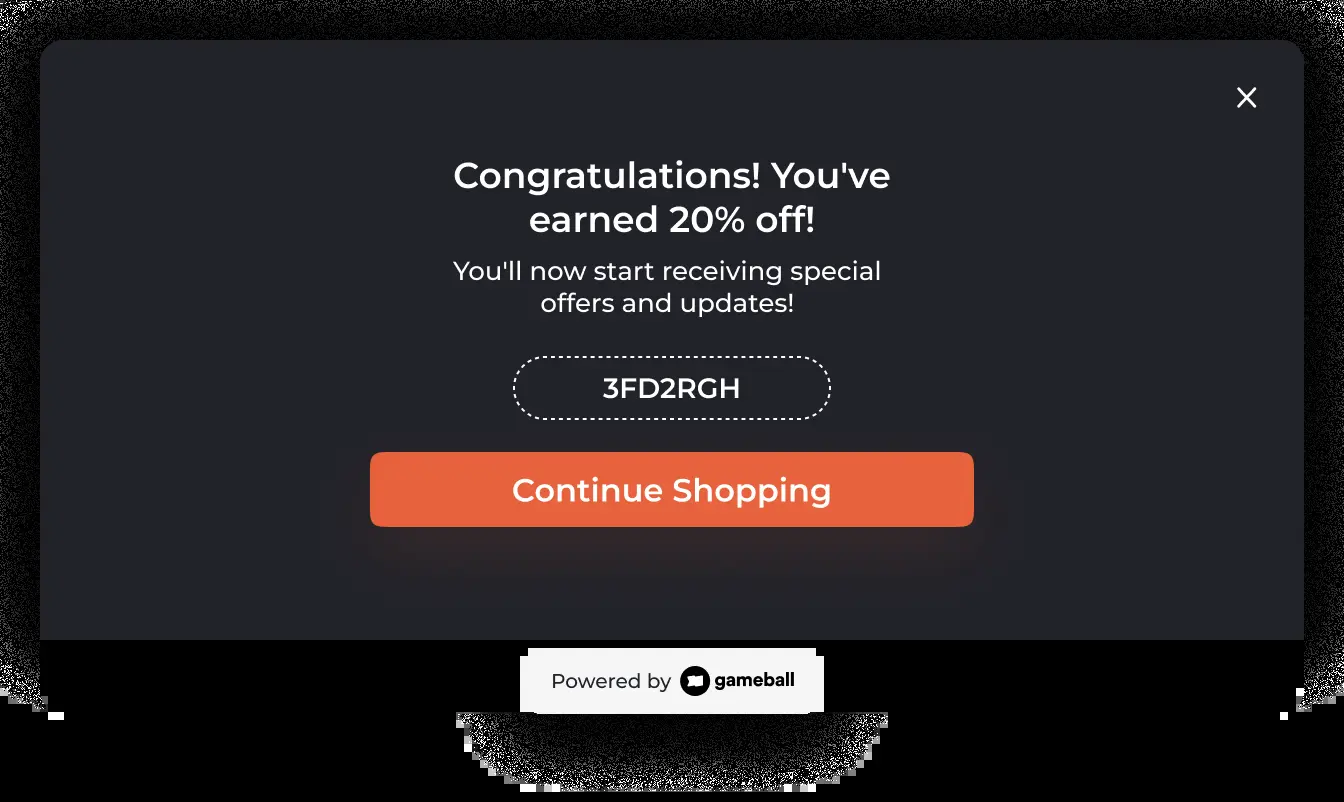 Congratulations! You've
earned 20% off!
You'll now start receiving special
offers and updates!
3FD2RGH
Continue Shopping
Powered by gameball